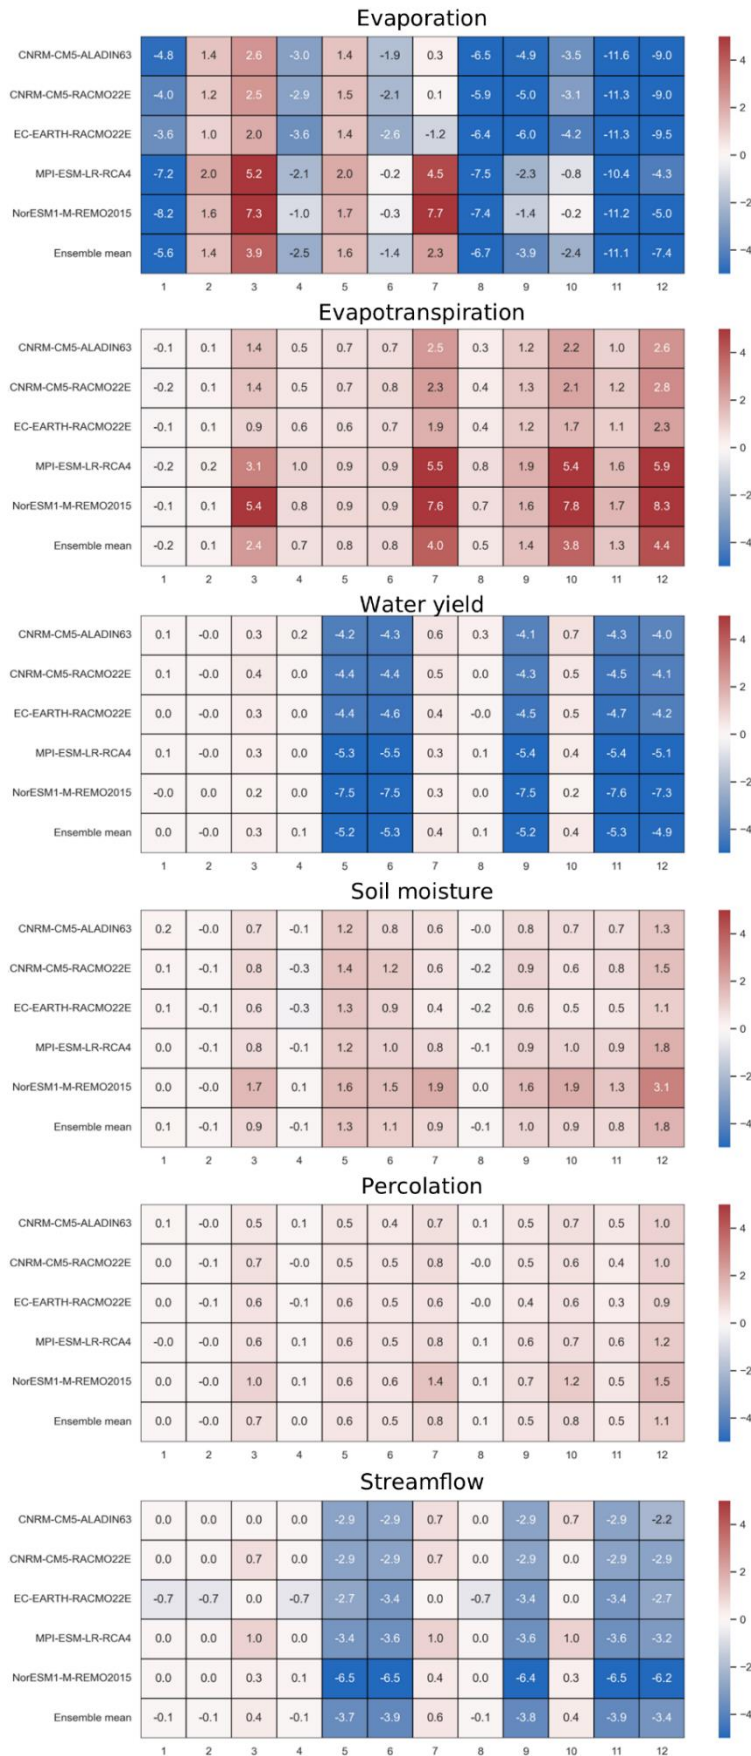 Evaporation
CNRM-CM5-ALADIN63 -4.8 1.4 2.6 -3.0 1.4 -1.9 0.3 -6.5 -4.9 -3.5 -11.6 -9.0
CNRM-CM5-RACMO22E -4.0 1.2 2.5 -2.9 1.5 -2.1 0.1 -5.9 -5.0 -3.1 -11.3 -9.0
EC-EARTH-RACMO22E -3.6 1.0 2.0 -3.6 1.4 -2.6 -1.2 -6.4 -6.0 -4.2 -11.3 -9.5
MPI-ESM-LR-RCA4 -7.2 2.0 5.2 -2.1 2.0 -0.2 4.5 -7.5 -2.3 -0.8 -10.4 -4.3
NorESM1-M-REMO2015 -8.2 1.6 7.3 -1.0 1.7 -0.3 7.7 -7.4 -1.4 -0.2 -11.2 -5.0
Ensemble mean -5.6 1.4 3.9 -2.5 1.6 -1.4 2.3 -6.7 -3.9 -2.4 -11.1 -7.4
1 2 3 4 5 6 7 8 9 10 11 12
4
2
0
−2
−4
Evapotranspiration
CNRM-CM5-ALADIN63 -0.1 0.1 1.4 0.5 0.7 0.7 2.5 0.3 1.2 2.2 1.0 2.6
CNRM-CM5-RACMO22E -0.2 0.1 1.4 0.5 0.7 0.8 2.3 0.4 1.3 2.1 1.2 2.8
EC-EARTH-RACMO22E -0.1 0.1 0.9 0.6 0.6 0.7 1.9 0.4 1.2 1.7 1.1 2.3
MPI-ESM-LR-RCA4 -0.2 0.2 3.1 1.0 0.9 0.9 5.5 0.8 1.9 5.4 1.6 5.9
NorESM1-M-REMO2015 -0.1 0.1 5.4 0.8 0.9 0.9 7.6 0.7 1.6 7.8 1.7 8.3
Ensemble mean -0.2 0.1 2.4 0.7 0.8 0.8 4.0 0.5 1.4 3.8 1.3 4.4
1 2 3 4 5 6 7 8 9 10 11 12
4
2
0
−2
−4
Water yield
CNRM-CM5-ALADIN63 0.1 -0.0 0.3 0.2 -4.2 -4.3 0.6 0.3 -4.1 0.7 -4.3 -4.0
CNRM-CM5-RACMO22E 0.1 -0.0 0.4 0.0 -4.4 -4.4 0.5 0.0 -4.3 0.5 -4.5 -4.1
EC-EARTH-RACMO22E 0.0 -0.0 0.3 0.0 -4.4 -4.6 0.4 -0.0 -4.5 0.5 -4.7 -4.2
MPI-ESM-LR-RCA4 0.1 -0.0 0.3 0.0 -5.3 -5.5 0.3 0.1 -5.4 0.4 -5.4 -5.1
NorESM1-M-REMO2015 -0.0 0.0 0.2 0.0 -7.5 -7.5 0.3 0.0 -7.5 0.2 -7.6 -7.3
Ensemble mean 0.0 -0.0 0.3 0.1 -5.2 -5.3 0.4 0.1 -5.2 0.4 -5.3 -4.9
1 2 3 4 5 6 7 8 9 10 11 12
4
2
0
−2
−4
Soil moisture
CNRM-CM5-ALADIN63 0.2 -0.0 0.7 -0.1 1.2 0.8 0.6 -0.0 0.8 0.7 0.7 1.3
CNRM-CM5-RACMO22E 0.1 -0.1 0.8 -0.3 1.4 1.2 0.6 -0.2 0.9 0.6 0.8 1.5
EC-EARTH-RACMO22E 0.1 -0.1 0.6 -0.3 1.3 0.9 0.4 -0.2 0.6 0.5 0.5 1.1
MPI-ESM-LR-RCA4 0.0 -0.1 0.8 -0.1 1.2 1.0 0.8 -0.1 0.9 1.0 0.9 1.8
NorESM1-M-REMO2015 0.0 -0.0 1.7 0.1 1.6 1.5 1.9 0.0 1.6 1.9 1.3 3.1
Ensemble mean 0.1 -0.1 0.9 -0.1 1.3 1.1 0.9 -0.1 1.0 0.9 0.8 1.8
1 2 3 4 5 6 7 8 9 10 11 12
4
2
0
−2
−4
Percolation
CNRM-CM5-ALADIN63 0.1 -0.0 0.5 0.1 0.5 0.4 0.7 0.1 0.5 0.7 0.5 1.0
CNRM-CM5-RACMO22E 0.0 -0.1 0.7 -0.0 0.5 0.5 0.8 -0.0 0.5 0.6 0.4 1.0
EC-EARTH-RACMO22E 0.0 -0.1 0.6 -0.1 0.6 0.5 0.6 -0.0 0.4 0.6 0.3 0.9
MPI-ESM-LR-RCA4 -0.0 -0.0 0.6 0.1 0.6 0.5 0.8 0.1 0.6 0.7 0.6 1.2
NorESM1-M-REMO2015 0.0 -0.0 1.0 0.1 0.6 0.6 1.4 0.1 0.7 1.2 0.5 1.5
Ensemble mean 0.0 -0.0 0.7 0.0 0.6 0.5 0.8 0.1 0.5 0.8 0.5 1.1
1 2 3 4 5 6 7 8 9 10 11 12
4
2
0
−2
−4
Streamflow
CNRM-CM5-ALADIN63 0.0 0.0 0.0 0.0 -2.9 -2.9 0.7 0.0 -2.9 0.7 -2.9 -2.2
CNRM-CM5-RACMO22E 0.0 0.0 0.7 0.0 -2.9 -2.9 0.7 0.0 -2.9 0.0 -2.9 -2.9
EC-EARTH-RACMO22E -0.7 -0.7 0.0 -0.7 -2.7 -3.4 0.0 -0.7 -3.4 0.0 -3.4 -2.7
MPI-ESM-LR-RCA4 0.0 0.0 1.0 0.0 -3.4 -3.6 1.0 0.0 -3.6 1.0 -3.6 -3.2
NorESM1-M-REMO2015 0.0 0.0 0.3 0.1 -6.5 -6.5 0.4 0.0 -6.4 0.3 -6.5 -6.2
Ensemble mean -0.1 -0.1 0.4 -0.1 -3.7 -3.9 0.6 -0.1 -3.8 0.4 -3.9 -3.4
1 2 3 4 5 6 7 8 9 10 11 12
4
2
0
−2
−4